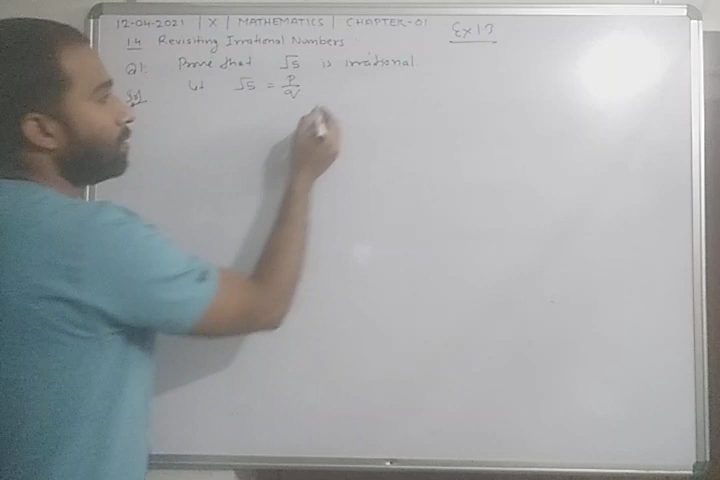 12-04-2021 | X | MATHEMATICS | CHAPTER-01
1.4 Revisiting Irrational Numbers
Ex 1.3
Q1. Prove that √5 is irrational.
Sol Let √5 = p/q